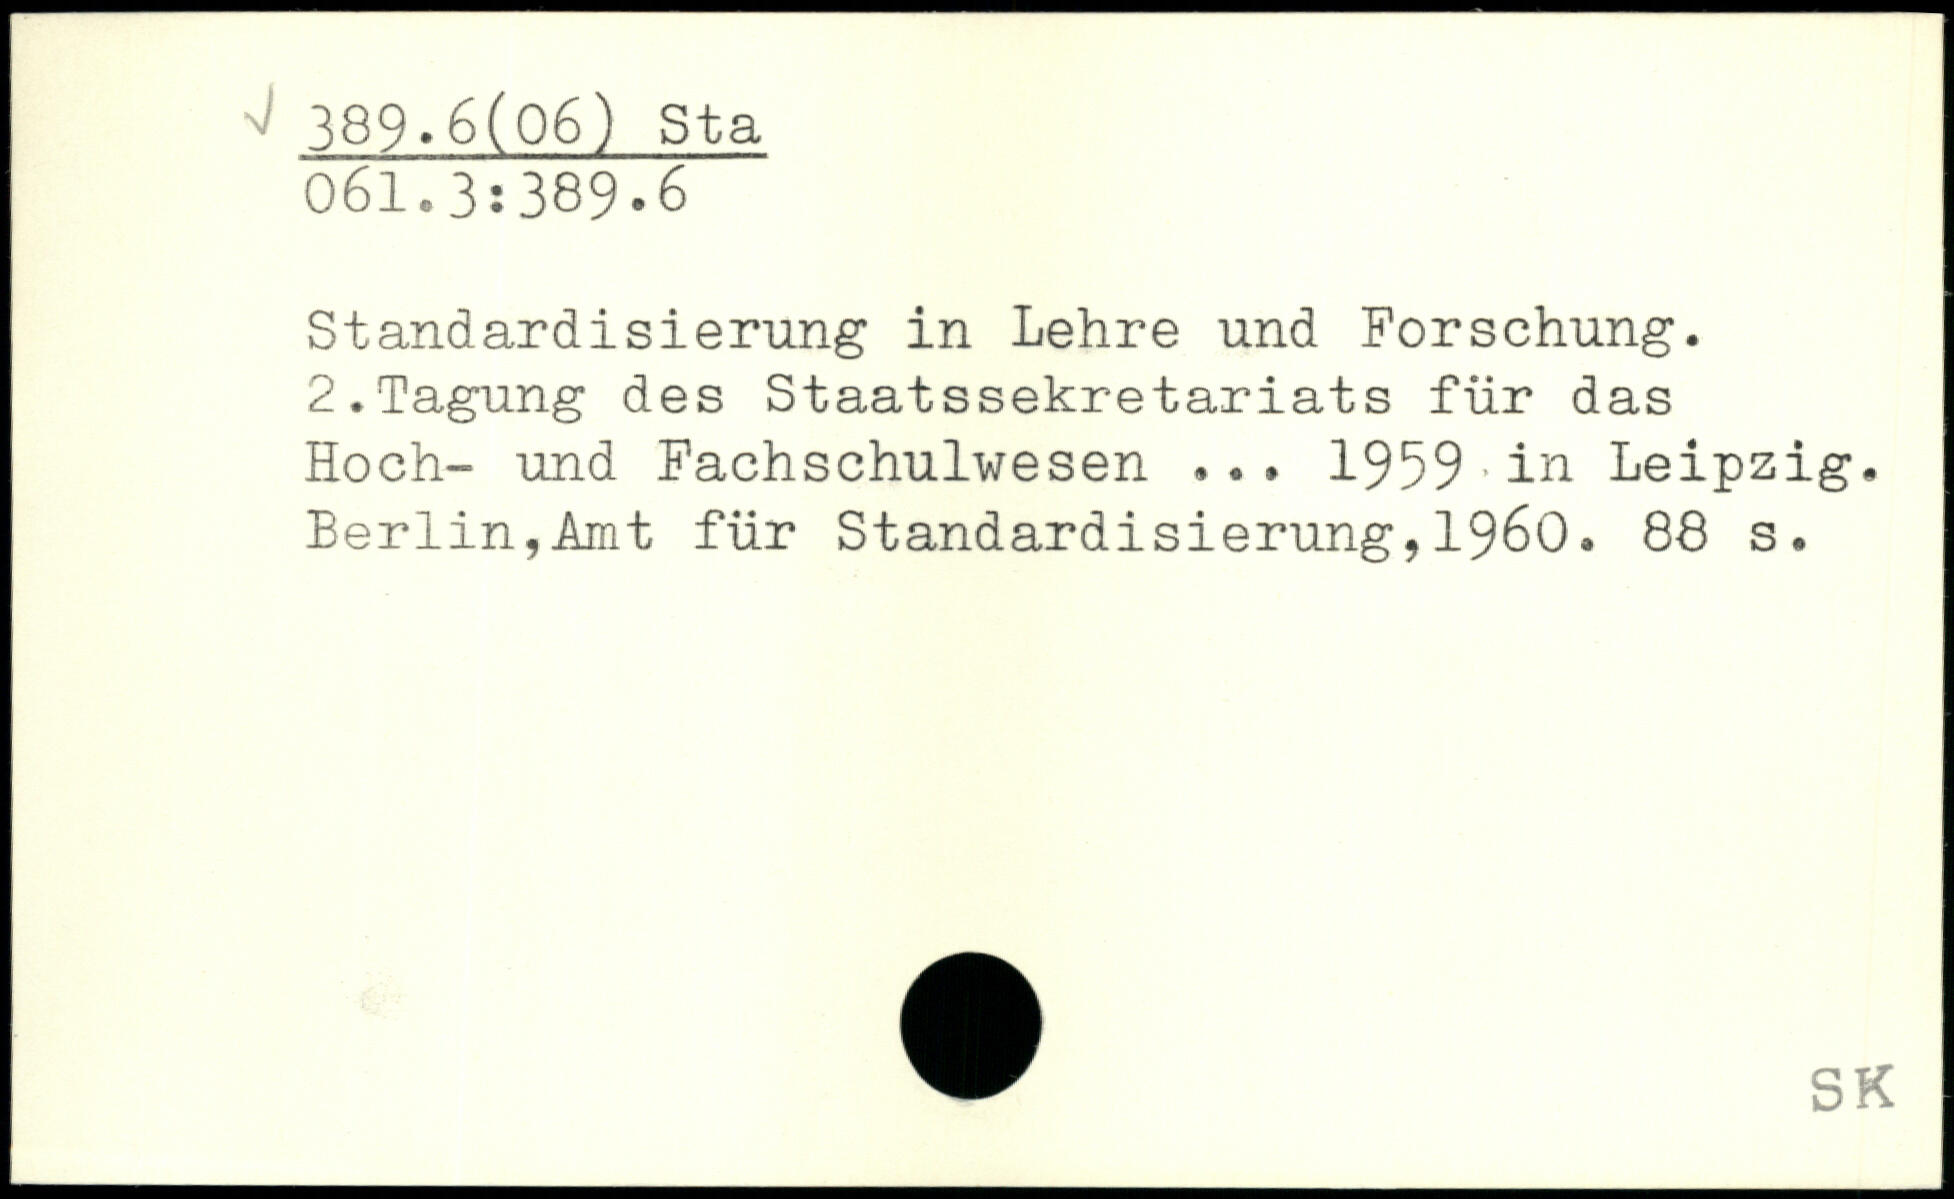 ✓ 389.6(06) Sta
061.3:389.6
Standardisierung in Lehre und Forschung.
2.Tagung des Staatssekretariats für das
Hoch- und Fachschulwesen ... 1959 in Leipzig.
Berlin,Amt für Standardisierung,1960. 88 s.
SK